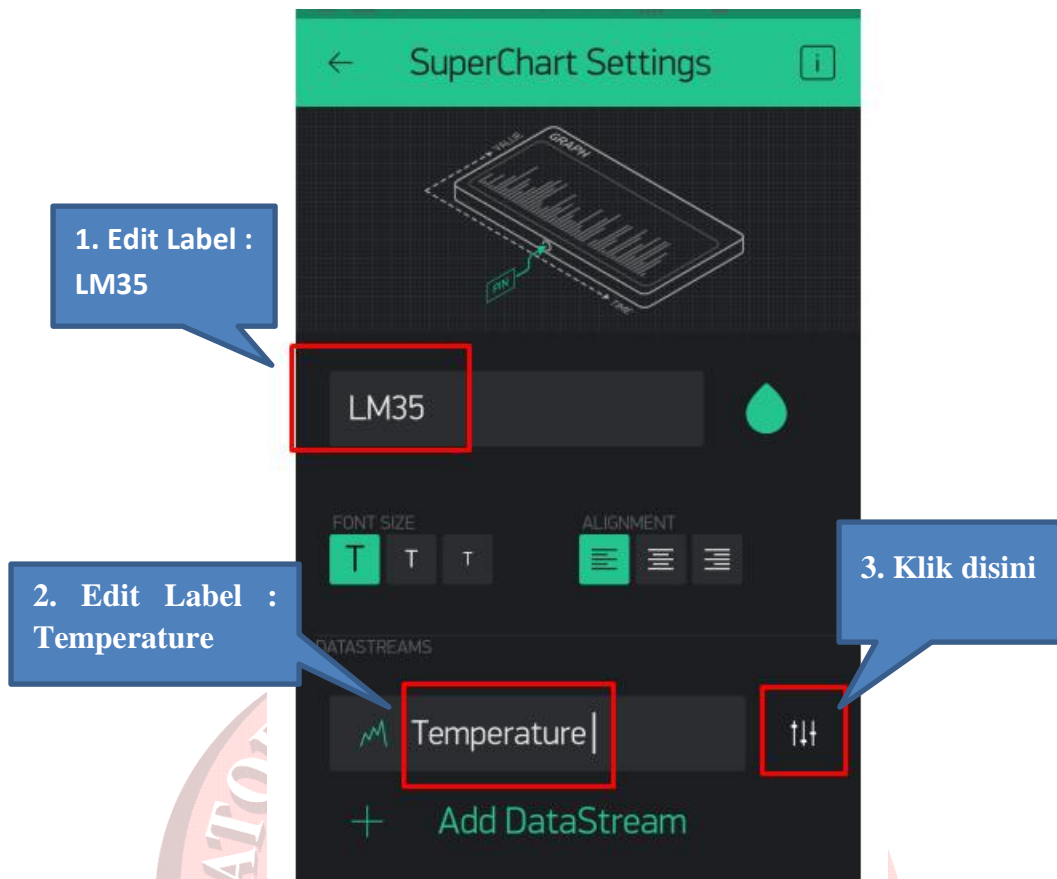 SuperChart Settings
i
VALUE
GRAPH
PIN
TIME
1. Edit Label :
LM35
LM35
FONT SIZE
ALIGNMENT
T T T
3. Klik disini
2. Edit Label :
Temperature
DATASTREAMS
Temperature
+ Add DataStream